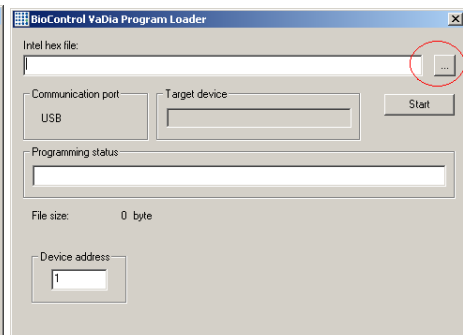 BioControl VaDia Program Loader
Intel hex file:
...
Communication port
Target device
USB
Start
Programming status
File size: 0 byte
Device address
1